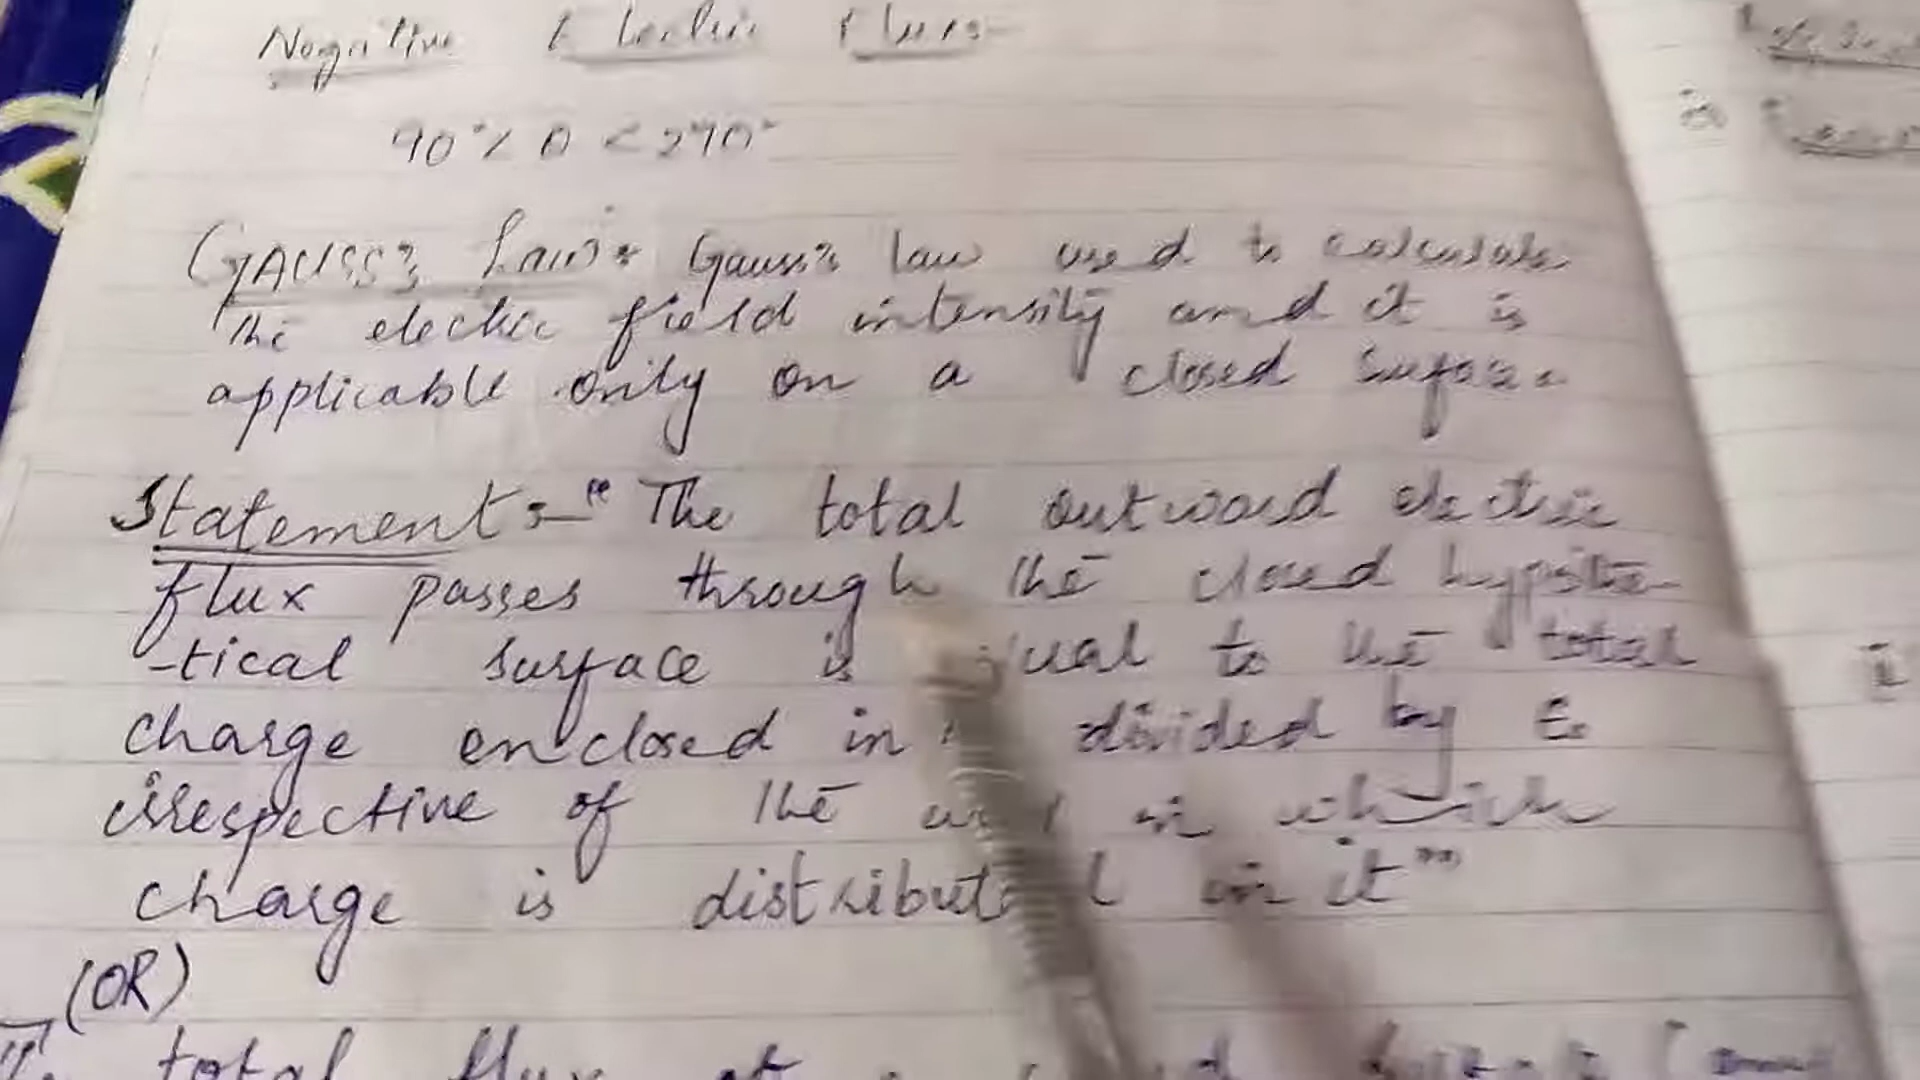 Negative Electric Flux:-
90° < θ < 270°
GAUSS's Law: Gauss's law used to calculate
the electric field intensity and it is
applicable only on a closed surface.
Statement:- "The total outward electric
flux passes through the closed hypothe-
-tical surface is equal to the total
charge enclosed in divided by ε₀
irrespective of the in which
charge is distributed in it"
(OR)
total flux